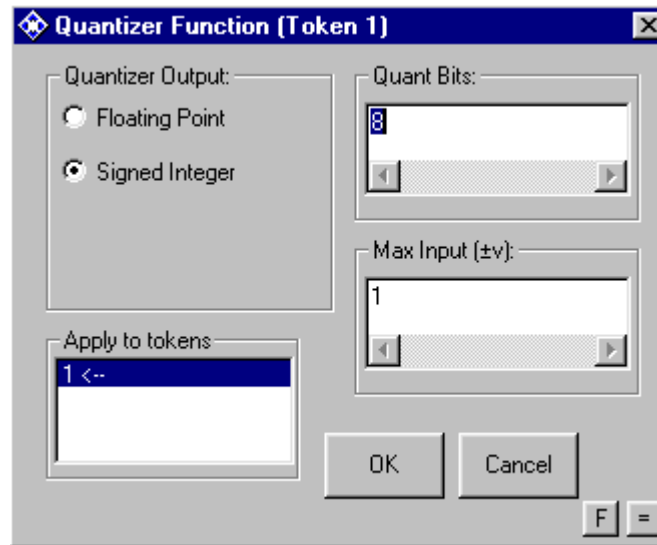 Quantizer Function (Token 1)
Quantizer Output:
Floating Point
Signed Integer
Quant Bits:
8
Max Input (±v):
1
Apply to tokens
1 <--
OK
Cancel
F
=